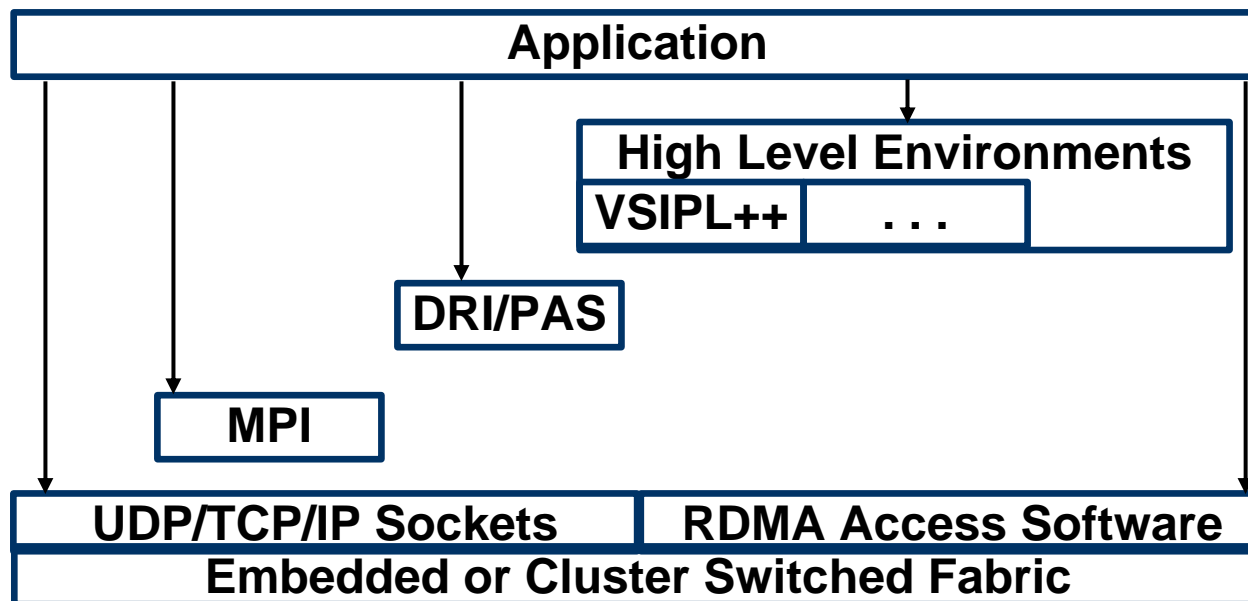 Application
High Level Environments
VSIPL++ . . .
DRI/PAS
MPI
UDP/TCP/IP Sockets RDMA Access Software
Embedded or Cluster Switched Fabric